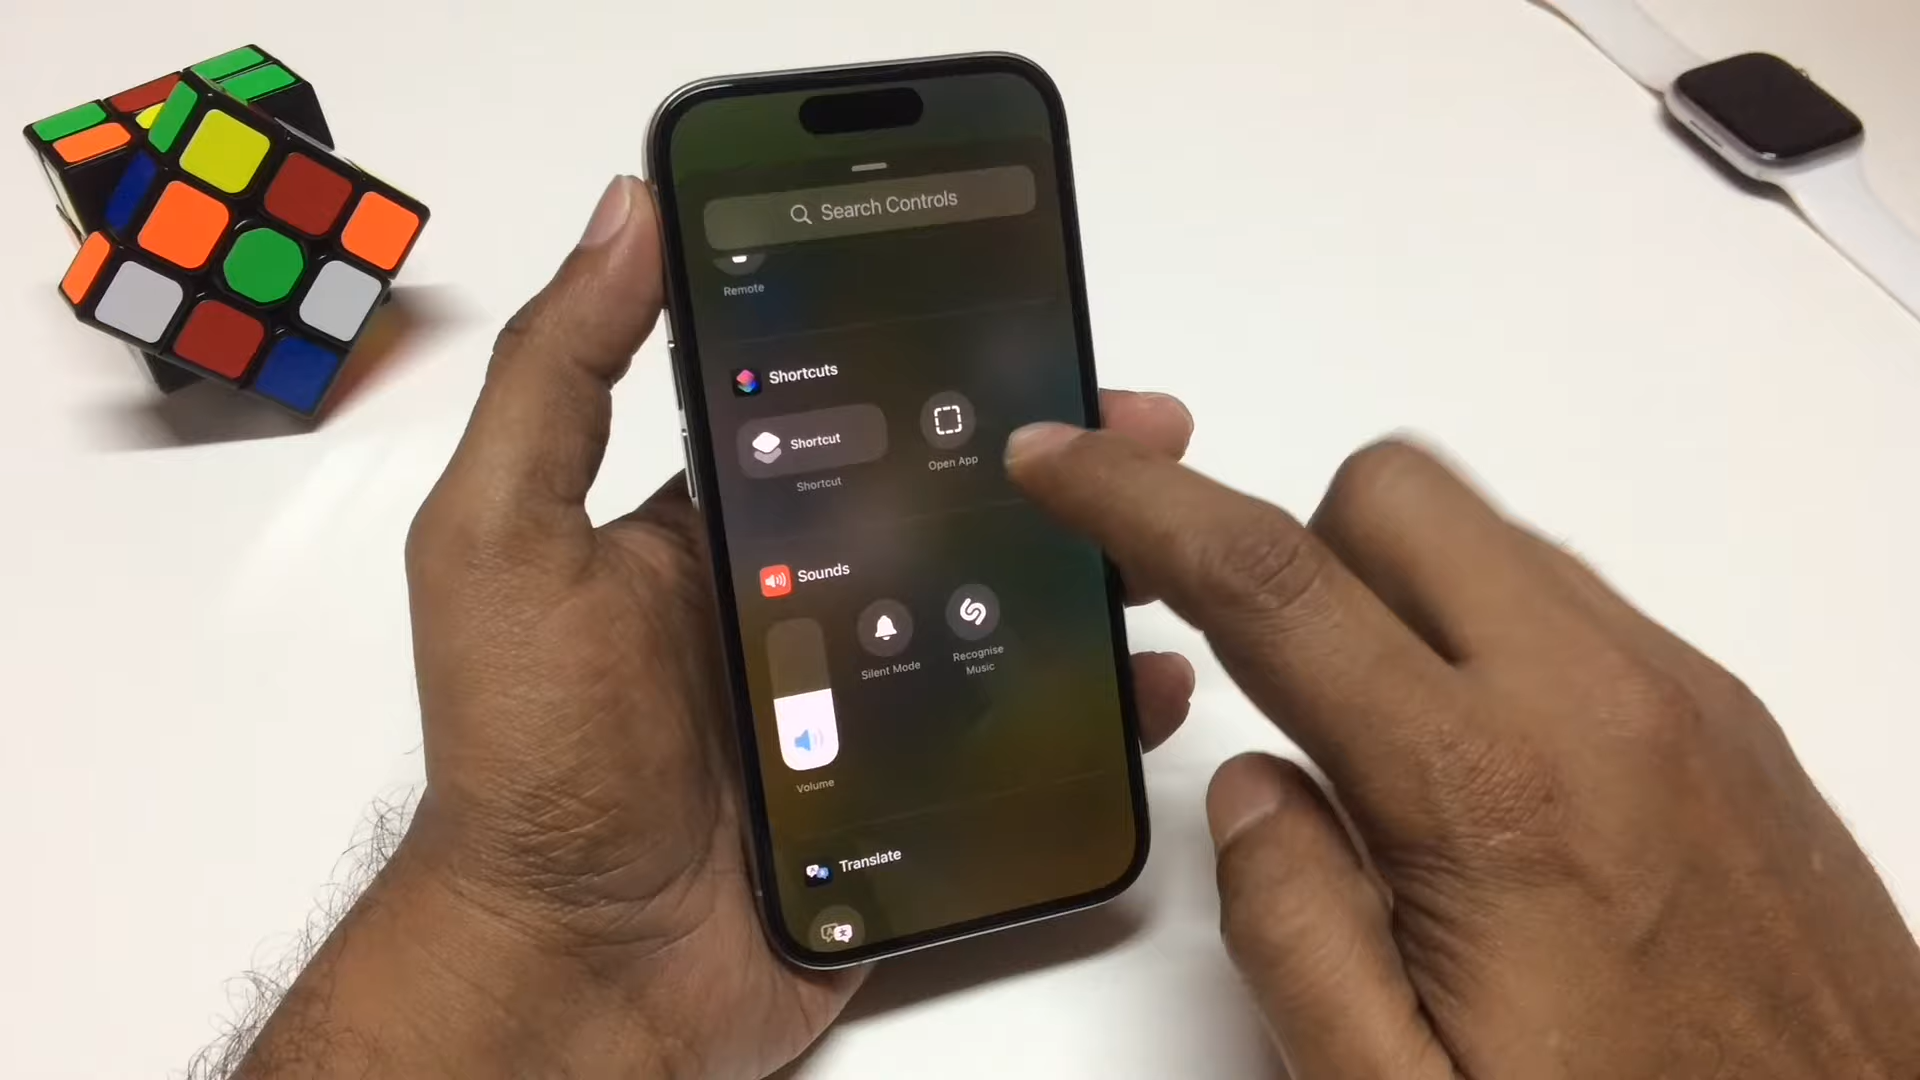 Search Controls
Remote
Shortcuts
Shortcut
Shortcut
Open App
Sounds
Silent Mode
Recognise
Music
Volume
Translate